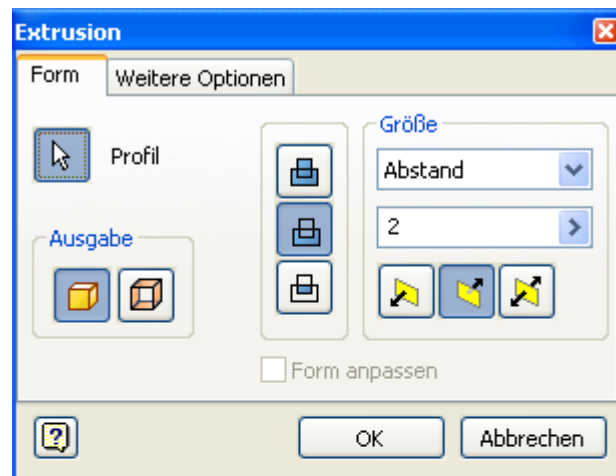 Extrusion
Form
Weitere Optionen
Profil
Größe
Abstand
2
Ausgabe
Form anpassen
?
OK
Abbrechen